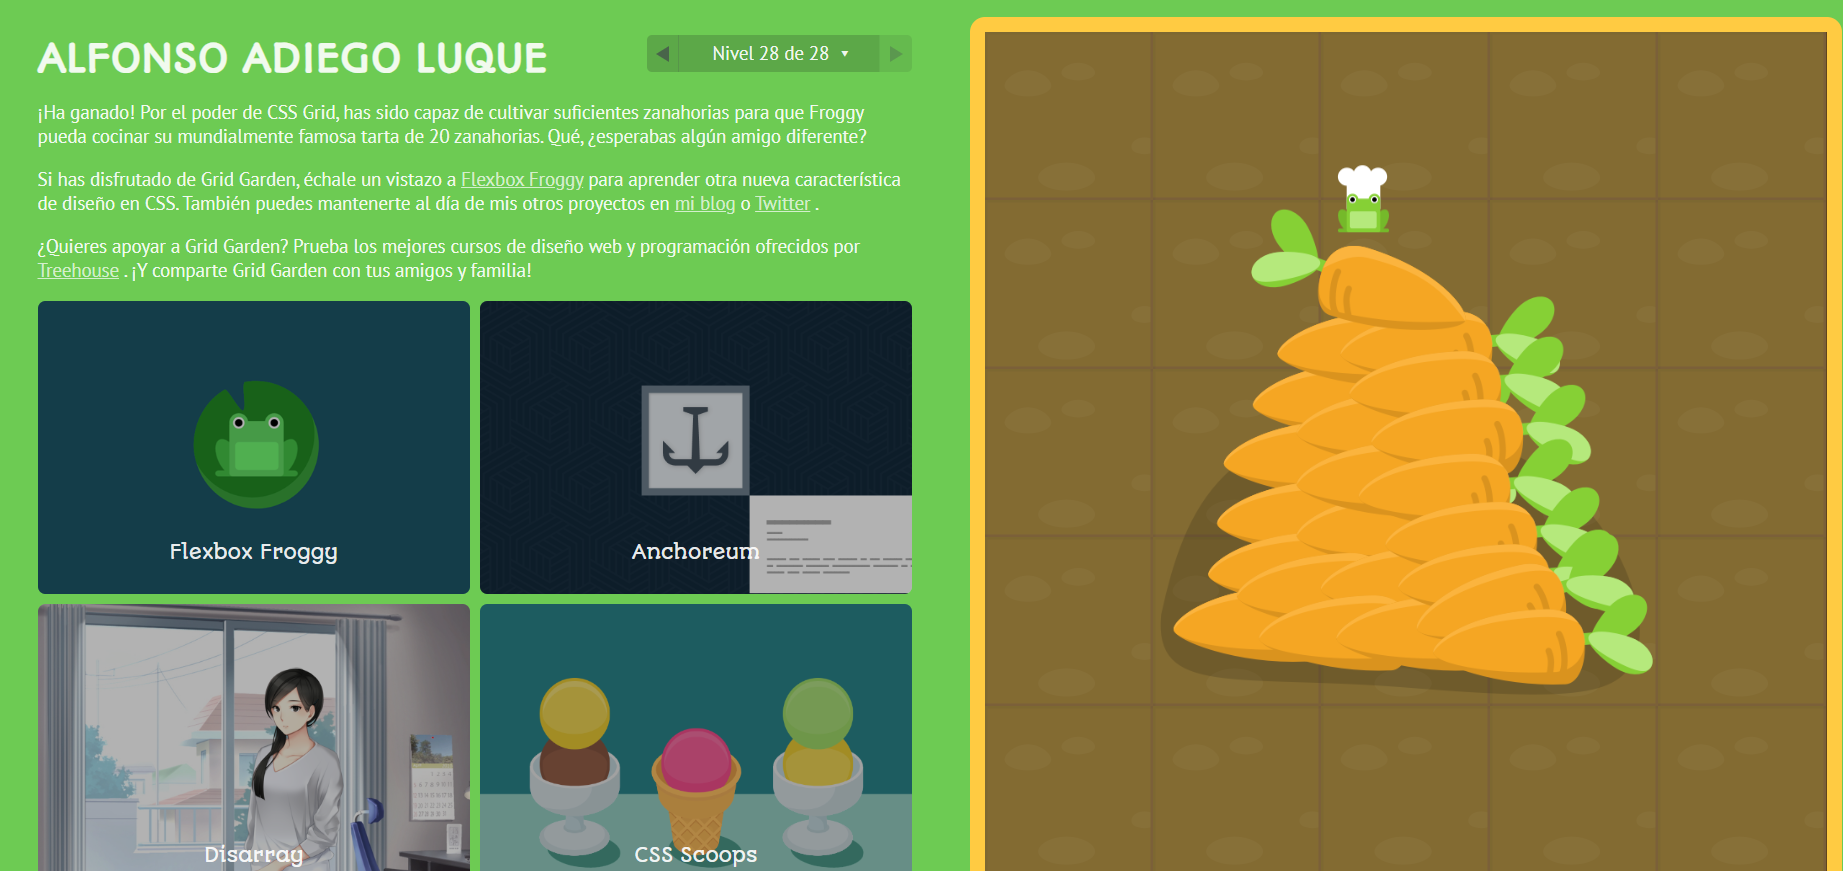 ALFONSO ADIEGO LUQUE
Nivel 28 de 28
¡Ha ganado! Por el poder de CSS Grid, has sido capaz de cultivar suficientes zanahorias para que Froggy
pueda cocinar su mundialmente famosa tarta de 20 zanahorias. Qué, ¿esperabas algún amigo diferente?
Si has disfrutado de Grid Garden, échale un vistazo a Flexbox Froggy para aprender otra nueva característica
de diseño en CSS. También puedes mantenerte al día de mis otros proyectos en mi blog o Twitter .
¿Quieres apoyar a Grid Garden? Prueba los mejores cursos de diseño web y programación ofrecidos por
Treehouse . ¡Y comparte Grid Garden con tus amigos y familia!
Flexbox Froggy
Anchoreum
Disarray
CSS Scoops